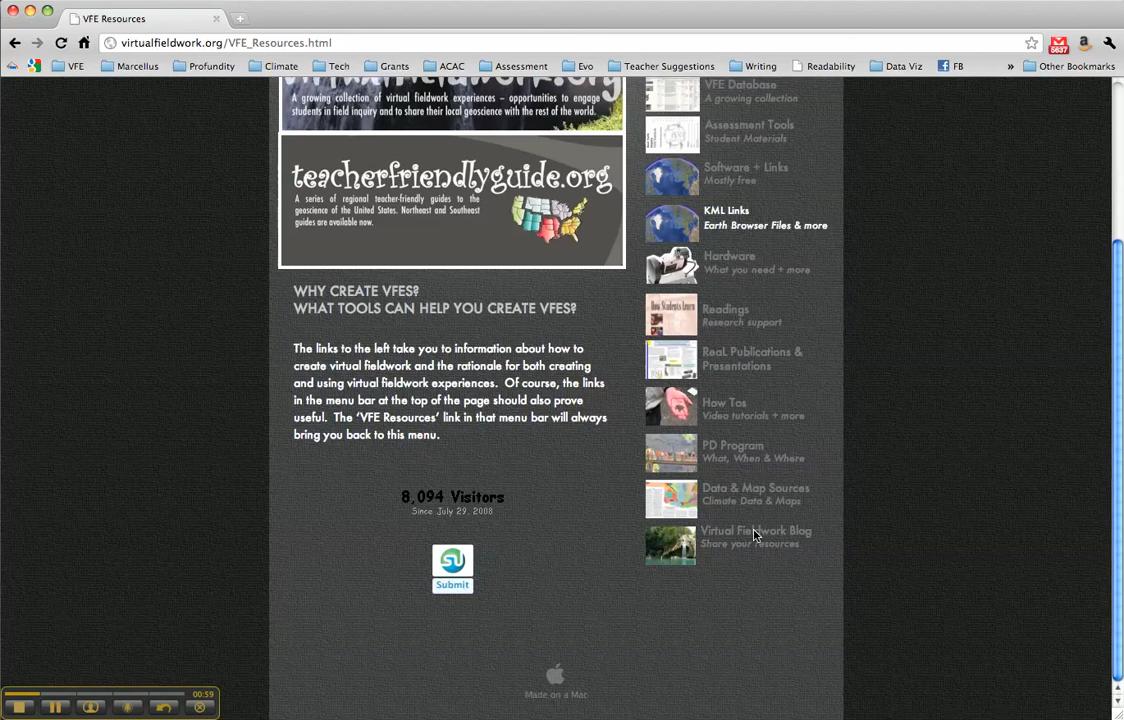 VFE Resources
virtualfieldwork.org/VFE_Resources.html
5637
VFE
Marcellus
Profundity
Climate
Tech
Grants
ACAC
Assessment
Evo
Teacher Suggestions
Writing
Readability
Data Viz
FB
»
Other Bookmarks
virtualfieldwork.org
A growing collection of virtual fieldwork experiences – opportunities to engage
students in field inquiry and to share their local geoscience with the rest of the world.
teacherfriendlyguide.org
A series of regional teacher-friendly guides to the
geoscience of the United States. Northeast and Southeast
guides are available now.
WHY CREATE VFES?
WHAT TOOLS CAN HELP YOU CREATE VFES?
The links to the left take you to information about how to
create virtual fieldwork and the rationale for both creating
and using virtual fieldwork experiences. Of course, the links
in the menu bar at the top of the page should also prove
useful. The ‘VFE Resources’ link in that menu bar will always
bring you back to this menu.
8,094 Visitors
Since July 29, 2008
Submit
Made on a Mac
VFE Database
A growing collection
Assessment Tools
Student Materials
Software + Links
Mostly free
KML Links
Earth Browser Files & more
Hardware
What you need + more
How Students Learn
Readings
Research support
ReaL Publications &
Presentations
How Tos
Video tutorials + more
PD Program
What, When & Where
Data & Map Sources
Climate Data & Maps
Virtual Fieldwork Blog
Share your resources
00:59